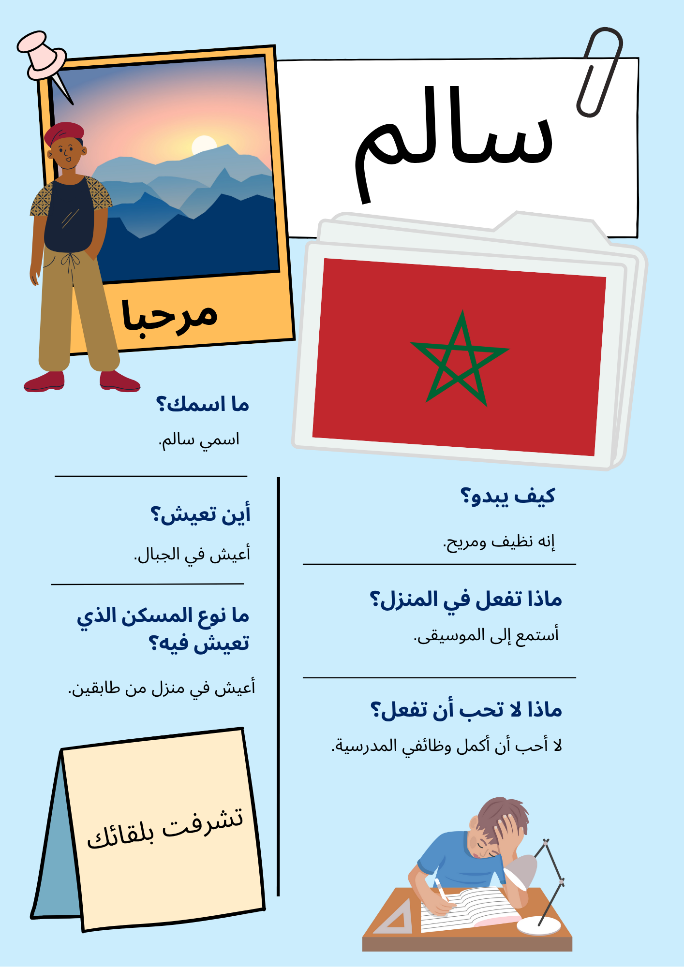 سالم
مرحبا
ما اسمك؟
اسمي سالم.
أين تعيش؟
أعيش في الجبال.
ما نوع المسكن الذي
تعيش فيه؟
أعيش في منزل من طابقين.
كيف يبدو؟
إنه نظيف ومريح.
ماذا تفعل في المنزل؟
أستمع إلى الموسيقى.
ماذا لا تحب أن تفعل؟
لا أحب أن أكمل وظائفي المدرسية.
تشرفت بلقائك